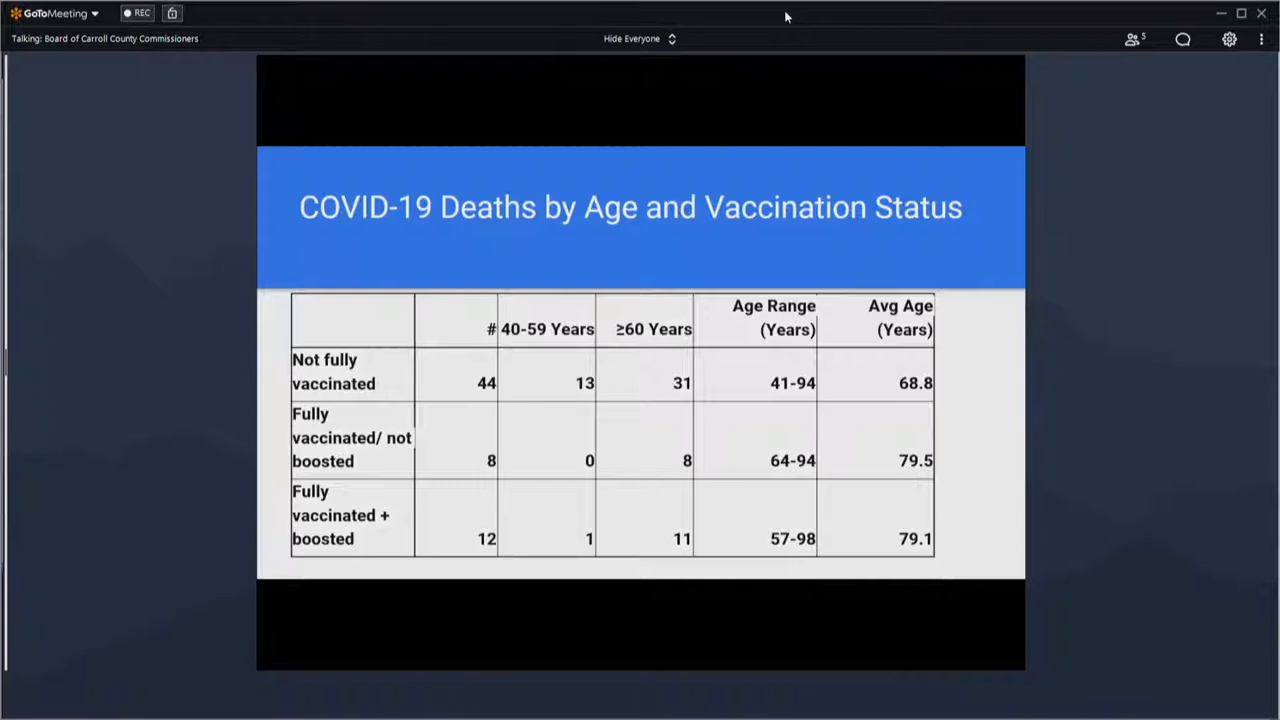 GoToMeeting REC
Talking: Board of Carroll County Commissioners Hide Everyone 5
COVID-19 Deaths by Age and Vaccination Status
# 40-59 Years ≥60 Years Age Range (Years) Avg Age (Years)
Not fully vaccinated 44 13 31 41-94 68.8
Fully vaccinated/ not boosted 8 0 8 64-94 79.5
Fully vaccinated + boosted 12 1 11 57-98 79.1